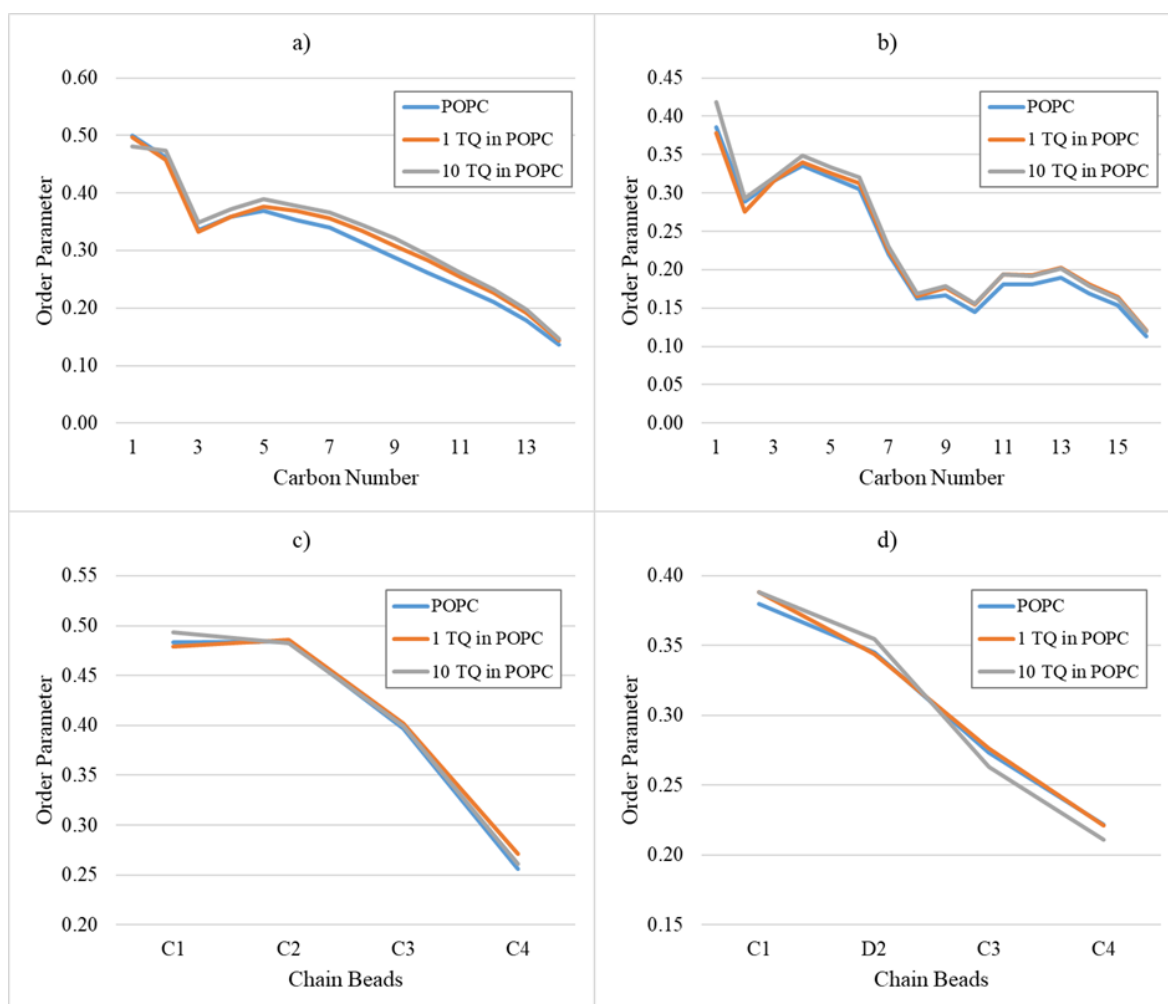 a)
0.60
0.50
0.40
0.30
0.20
0.10
0.00
Order Parameter
POPC
1 TQ in POPC
10 TQ in POPC
1 3 5 7 9 11 13
Carbon Number
b)
0.45
0.40
0.35
0.30
0.25
0.20
0.15
0.10
0.05
0.00
Order Parameter
POPC
1 TQ in POPC
10 TQ in POPC
1 3 5 7 9 11 13 15
Carbon Number
c)
0.55
0.50
0.45
0.40
0.35
0.30
0.25
0.20
Order Parameter
POPC
1 TQ in POPC
10 TQ in POPC
C1 C2 C3 C4
Chain Beads
d)
0.40
0.35
0.30
0.25
0.20
0.15
Order Parameter
POPC
1 TQ in POPC
10 TQ in POPC
C1 D2 C3 C4
Chain Beads